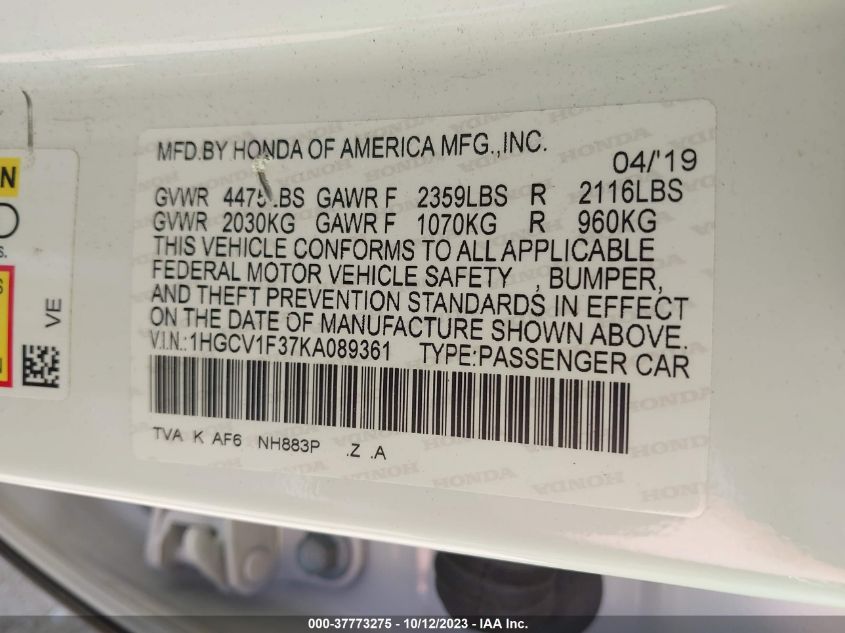 MFD.BY HONDA OF AMERICA MFG.,INC.
04/'19
GVWR 4475LBS GAWR F 2359LBS R 2116LBS
GVWR 2030KG GAWR F 1070KG R 960KG
THIS VEHICLE CONFORMS TO ALL APPLICABLE
FEDERAL MOTOR VEHICLE SAFETY , BUMPER,
AND THEFT PREVENTION STANDARDS IN EFFECT
ON THE DATE OF MANUFACTURE SHOWN ABOVE.
V.I.N.:1HGCV1F37KA089361 TYPE:PASSENGER CAR
TVA K AF6 NH883P .Z .A
VE
000-37773275 - 10/12/2023 - IAA Inc.